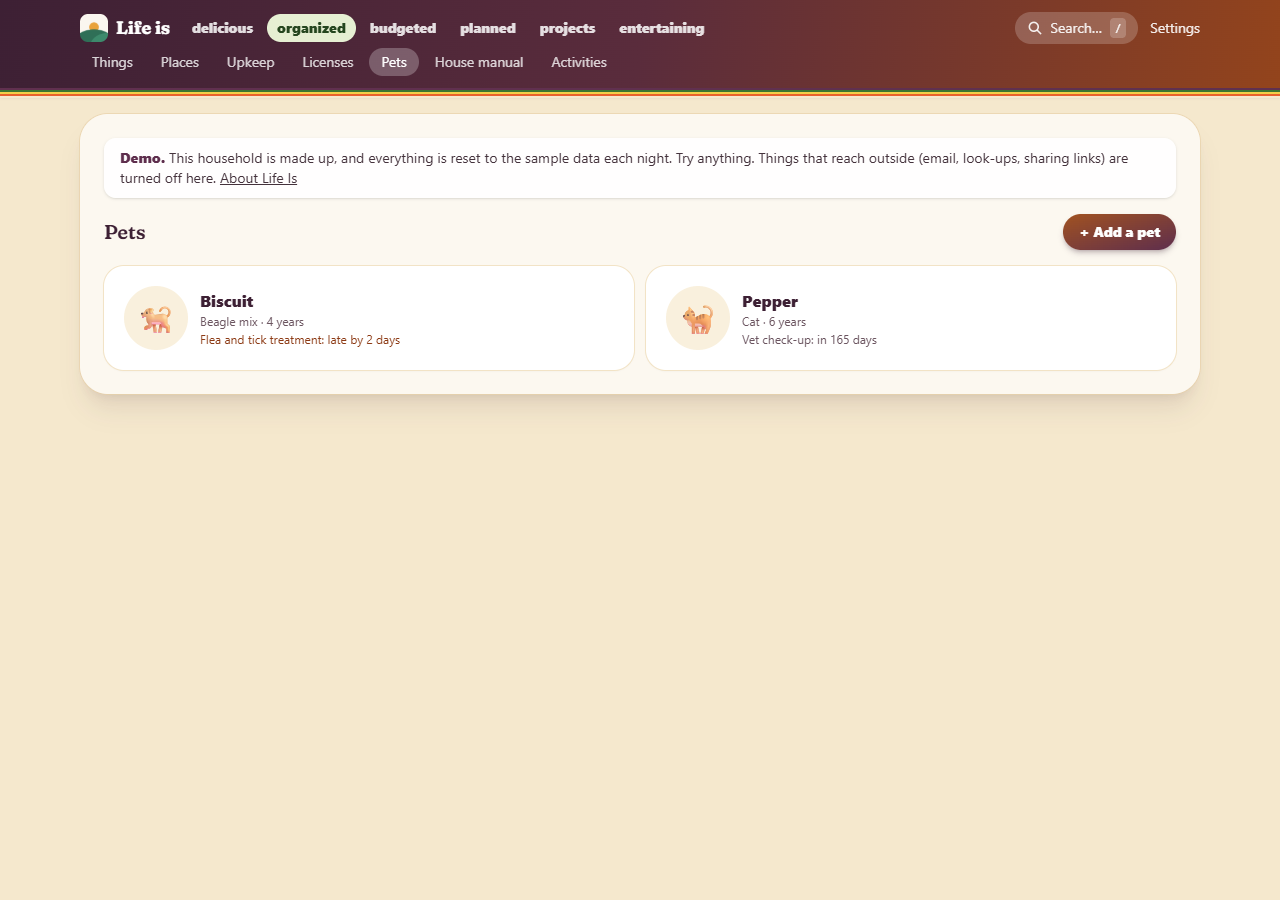 Life is delicious organized budgeted planned projects entertaining Search... / Settings
Things Places Upkeep Licenses Pets House manual Activities
Demo. This household is made up, and everything is reset to the sample data each night. Try anything. Things that reach outside (email, look-ups, sharing links) are
turned off here. About Life Is
Pets
+ Add a pet
Biscuit
Beagle mix · 4 years
Flea and tick treatment: late by 2 days
Pepper
Cat · 6 years
Vet check-up: in 165 days